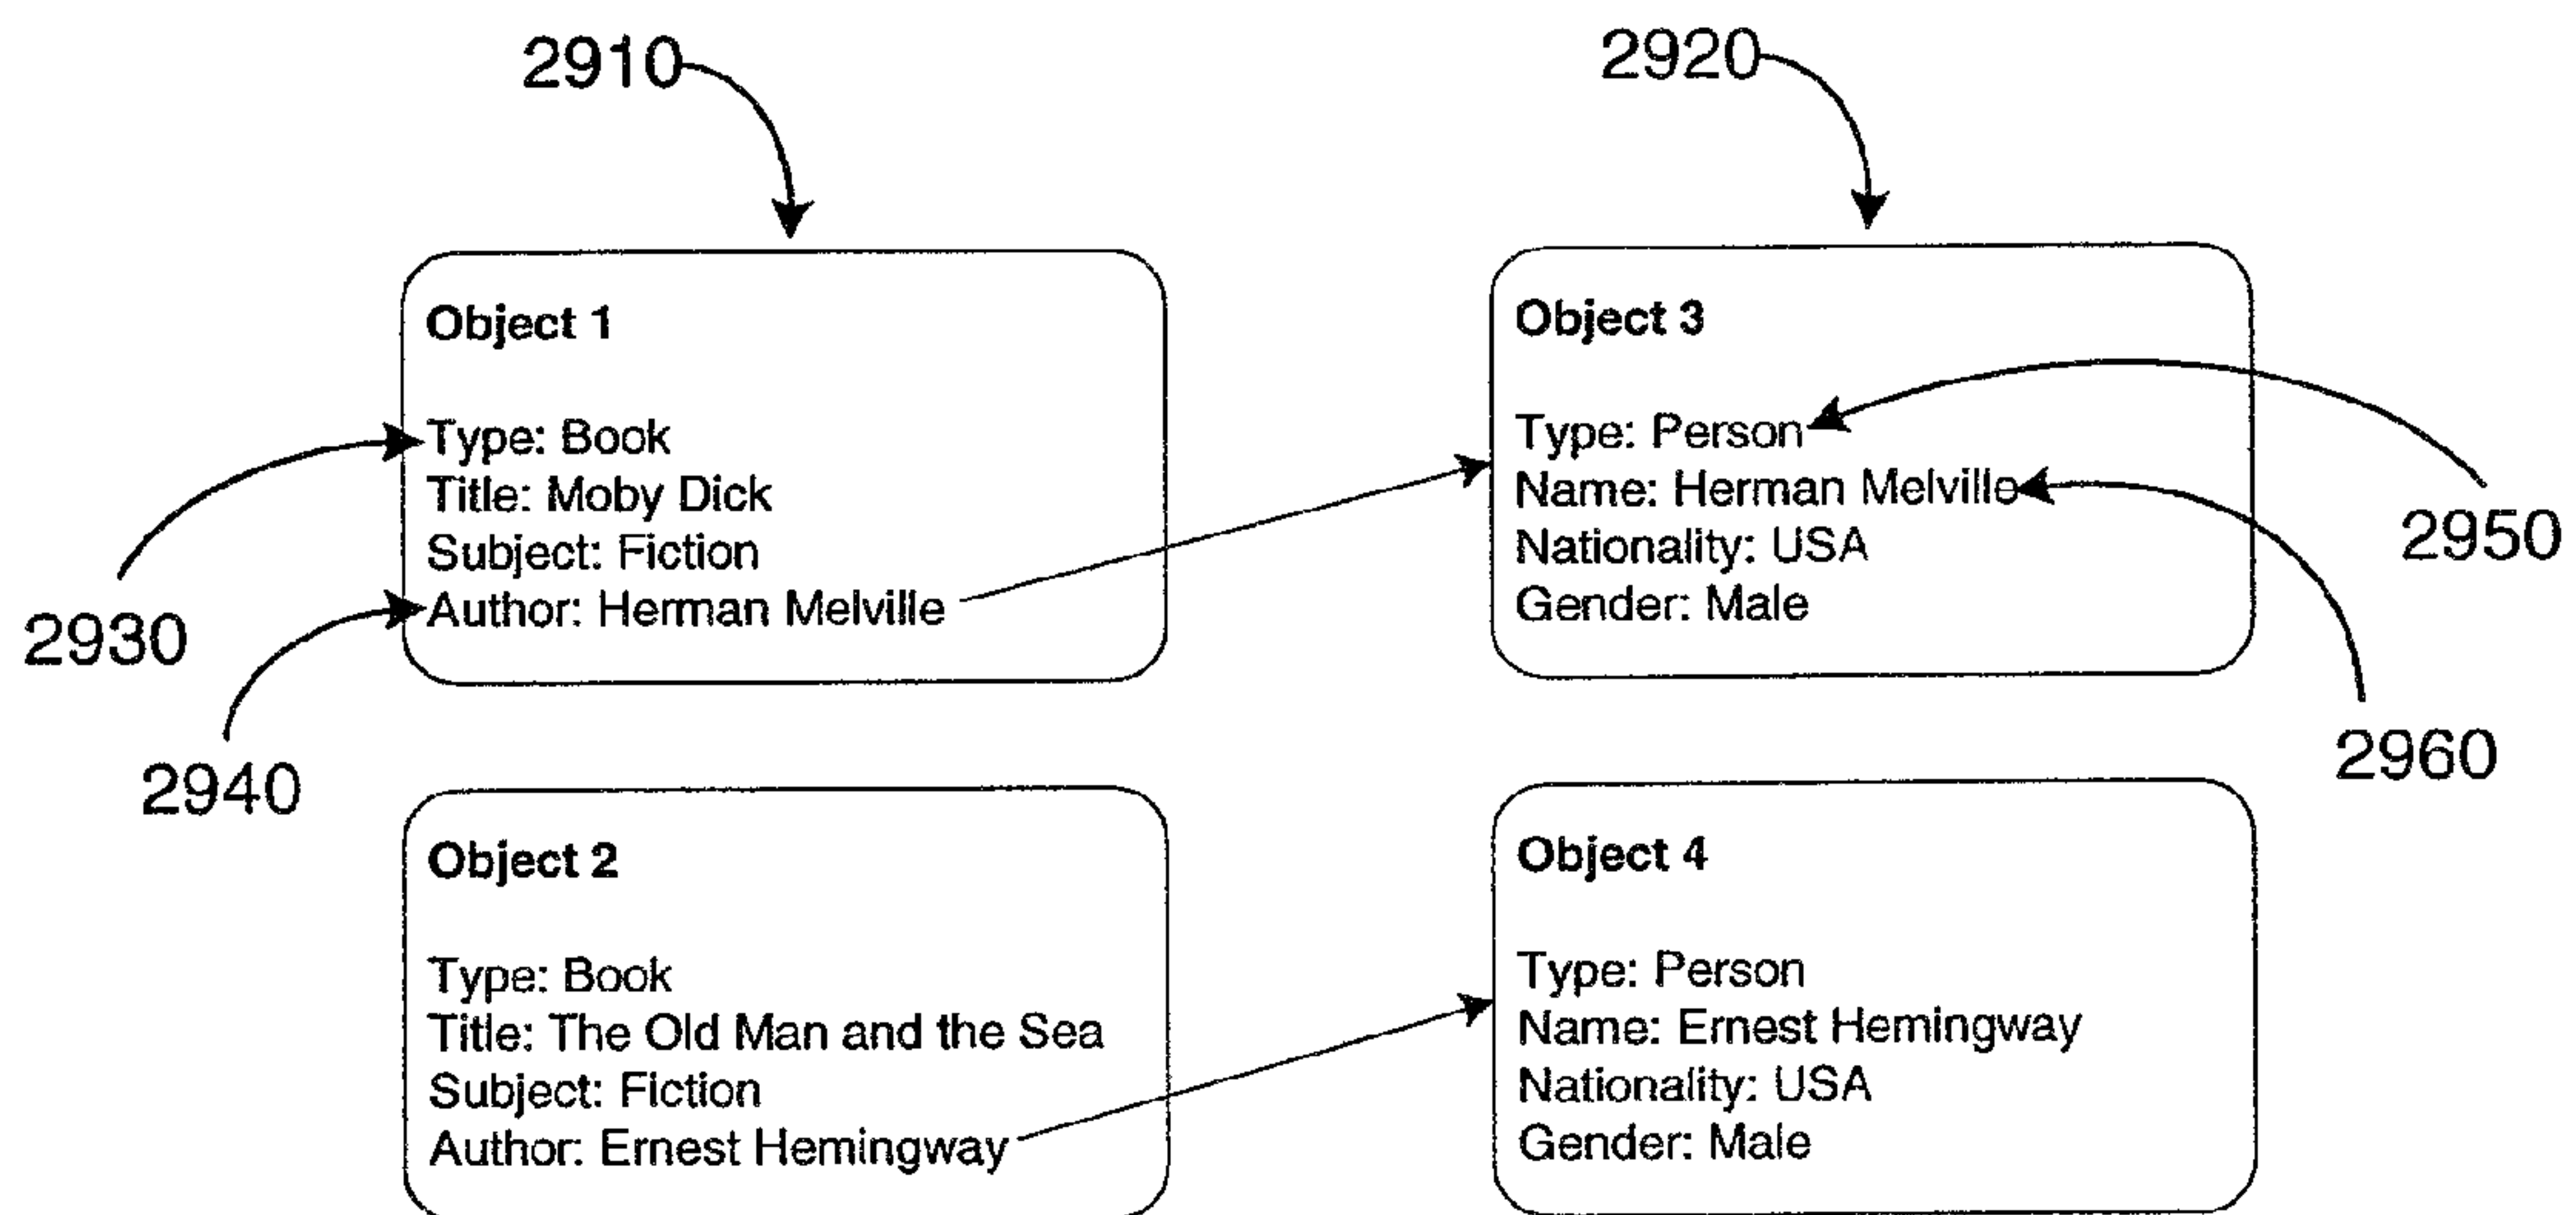 2910
2920
Object 1
Type: Book
Title: Moby Dick
Subject: Fiction
Author: Herman Melville
Object 3
Type: Person
Name: Herman Melville
Nationality: USA
Gender: Male
2930
2940
2950
2960
Object 2
Type: Book
Title: The Old Man and the Sea
Subject: Fiction
Author: Ernest Hemingway
Object 4
Type: Person
Name: Ernest Hemingway
Nationality: USA
Gender: Male